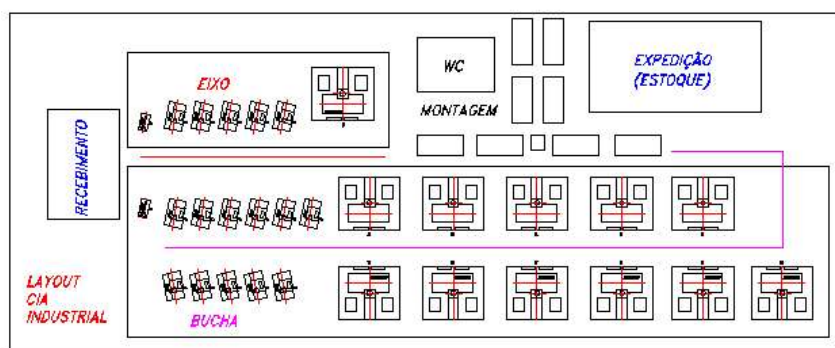 EIXO
WC
EXPEDIÇÃO
(ESTOQUE)
MONTAGEM
RECEBIMENTO
LAYOUT
CIA
INDUSTRIAL
BUCHA